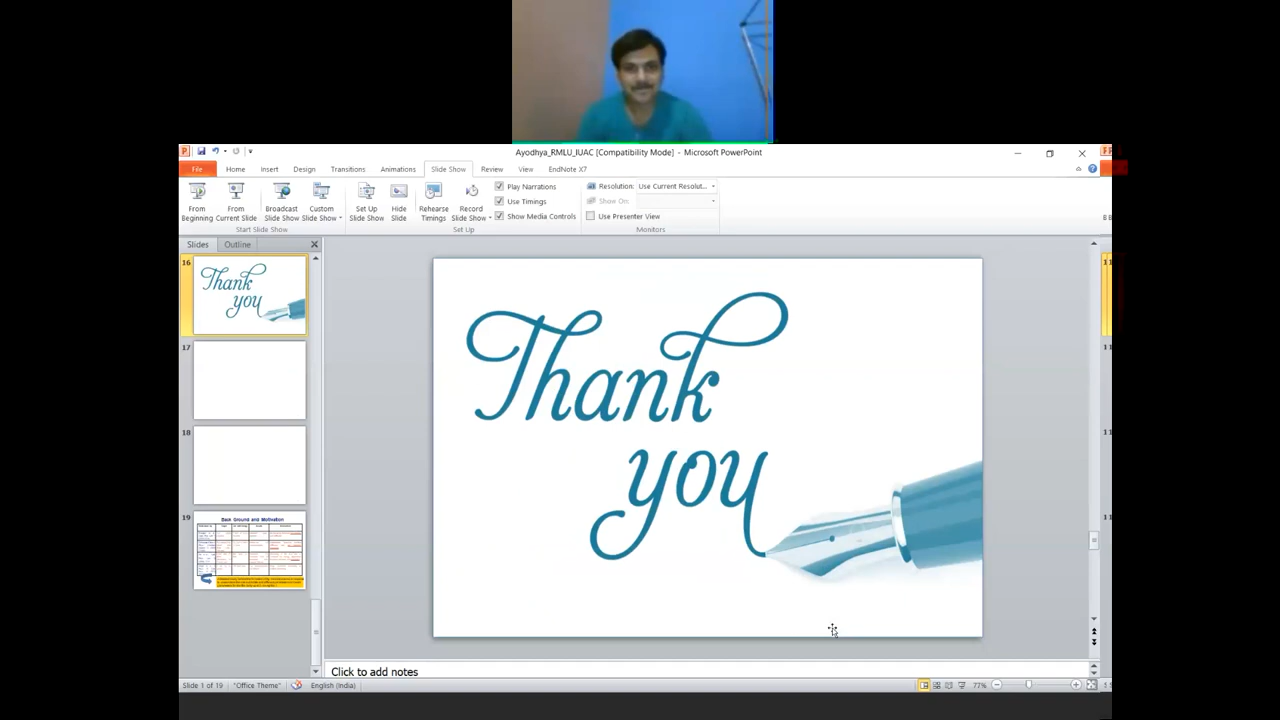 Ayodhya_RMLU_IUAC [Compatibility Mode] - Microsoft PowerPoint
File Home Insert Design Transitions Animations Slide Show Review View EndNote X7
From Beginning
From Current Slide
Broadcast Slide Show
Custom Slide Show
Set Up Slide Show
Hide Slide
Rehearse Timings
Record Slide Show
Play Narrations
Use Timings
Show Media Controls
Resolution: Use Current Resolut...
Show On:
Use Presenter View
Start Slide Show
Set Up
Monitors
Slides Outline
16
Thank
you
17
18
19
Back Ground and Motivation
Thank
you
Click to add notes
Slide 1 of 19 "Office Theme" English (India) 77%